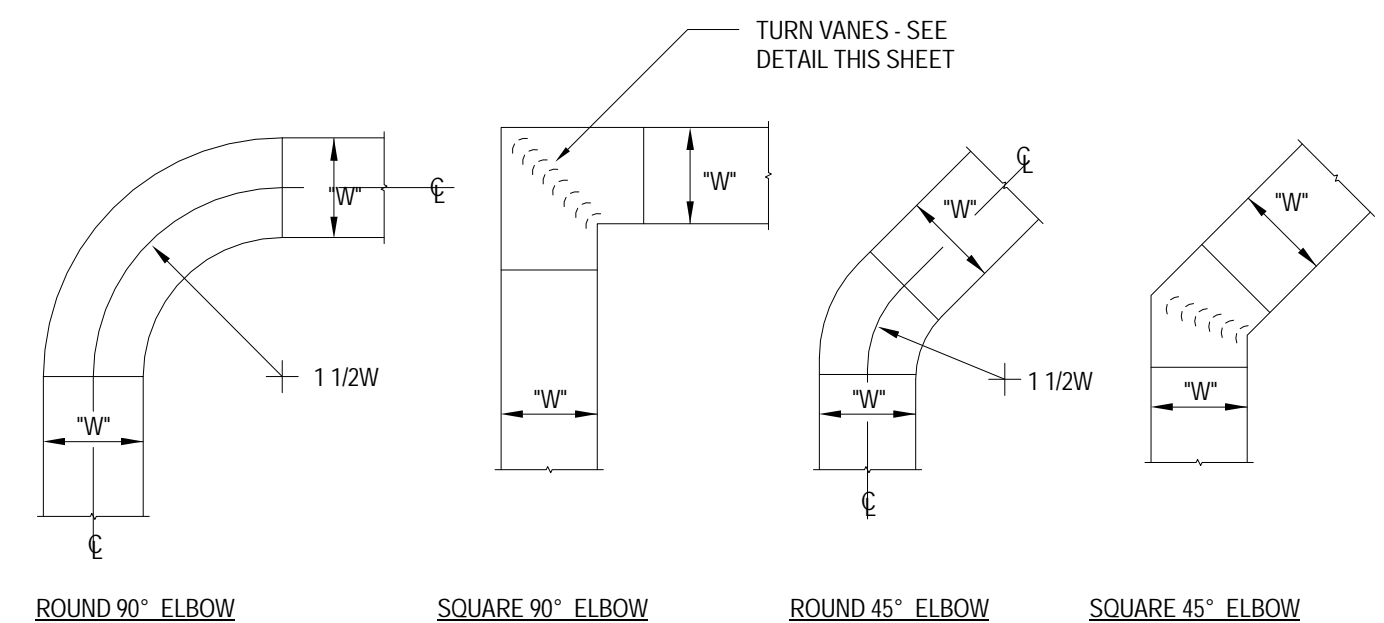 TURN VANES - SEE
DETAIL THIS SHEET
"W"
℄
1 1/2W
"W"
℄
"W"
"W"
"W"
℄
1 1/2W
"W"
℄
"W"
"W"
ROUND 90° ELBOW
SQUARE 90° ELBOW
ROUND 45° ELBOW
SQUARE 45° ELBOW